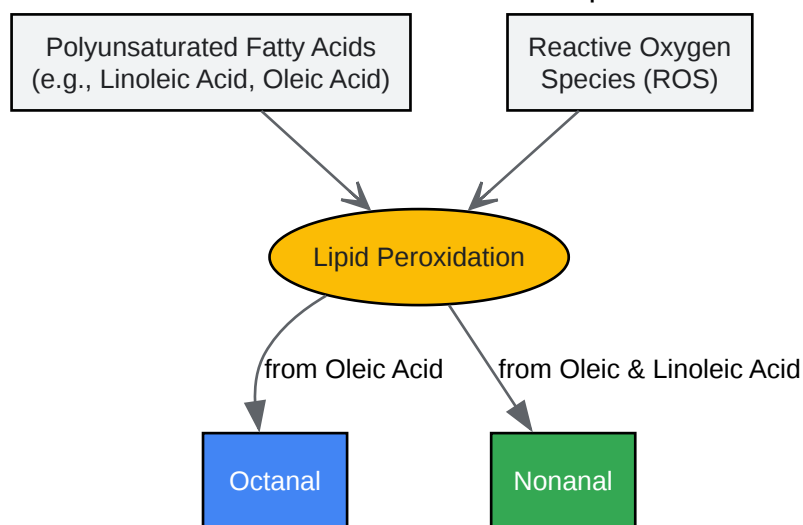 Polyunsaturated Fatty Acids
(e.g., Linoleic Acid, Oleic Acid)
Reactive Oxygen
Species (ROS)
Lipid Peroxidation
from Oleic Acid
from Oleic & Linoleic Acid
Octanal
Nonanal